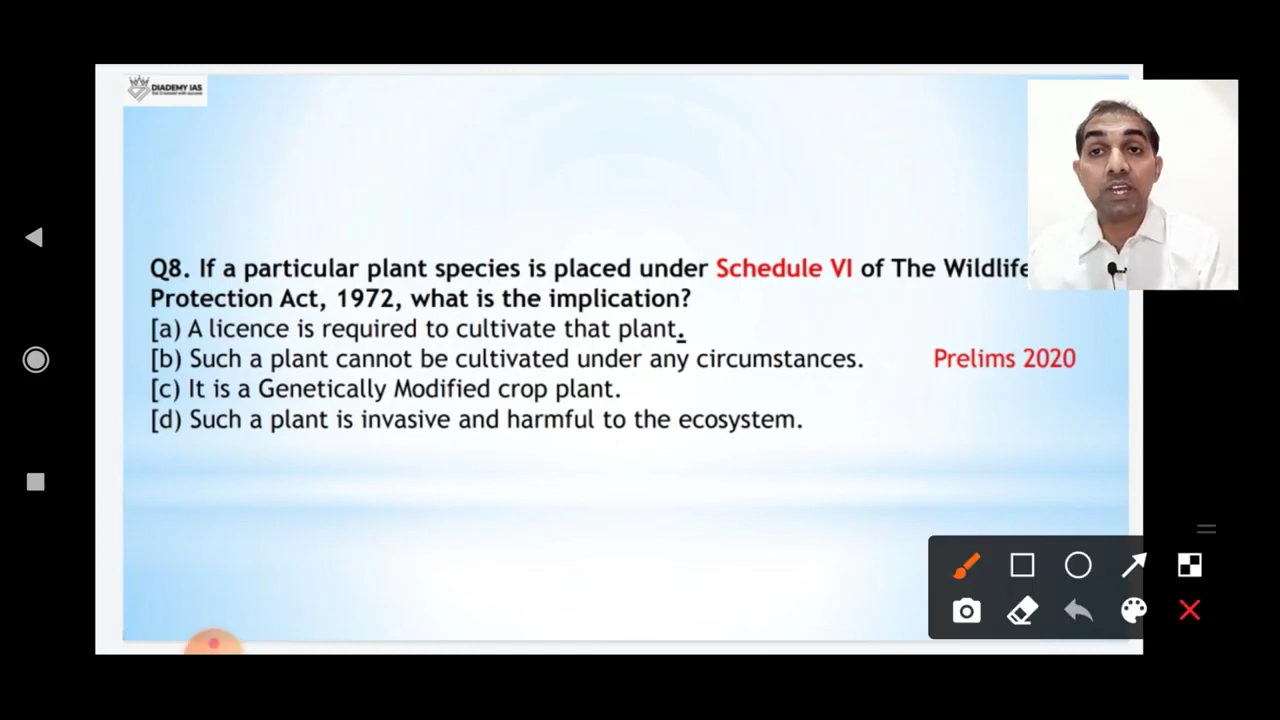 DIADEMY IAS
Q8. If a particular plant species is placed under Schedule VI of The Wildlife
Protection Act, 1972, what is the implication?
[a) A licence is required to cultivate that plant.
[b) Such a plant cannot be cultivated under any circumstances. Prelims 2020
[c) It is a Genetically Modified crop plant.
[d) Such a plant is invasive and harmful to the ecosystem.